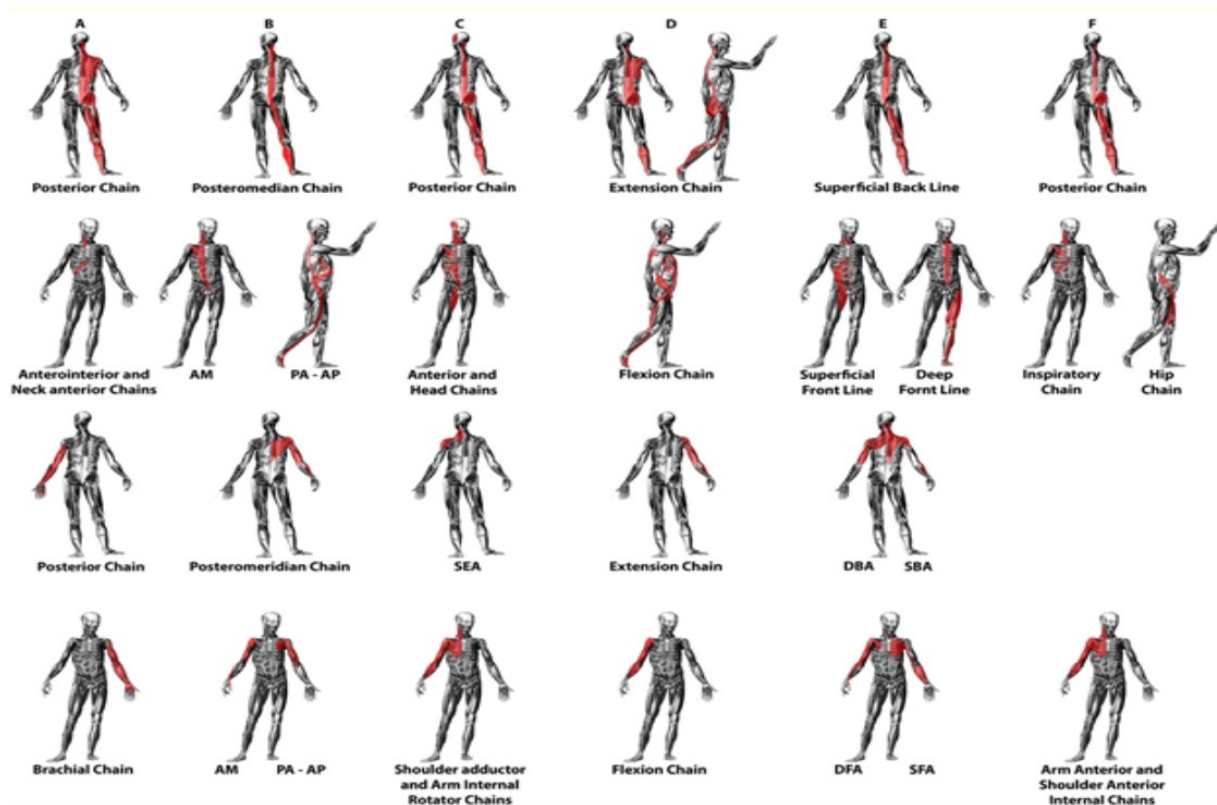 A B C D E F
Posterior Chain Posteromedian Chain Posterior Chain Extension Chain Superficial Back Line Posterior Chain
Anterointerior and
Neck anterior Chains
AM PA - AP
Anterior and
Head Chains
Flexion Chain
Superficial
Front Line
Deep
Fornt Line
Inspiratory
Chain
Hip
Chain
Posterior Chain Posteromeridian Chain SEA Extension Chain DBA SBA
Brachial Chain
AM PA - AP
Shoulder adductor
and Arm Internal
Rotator Chains
Flexion Chain
DFA SFA
Arm Anterior and
Shoulder Anterior
Internal Chains